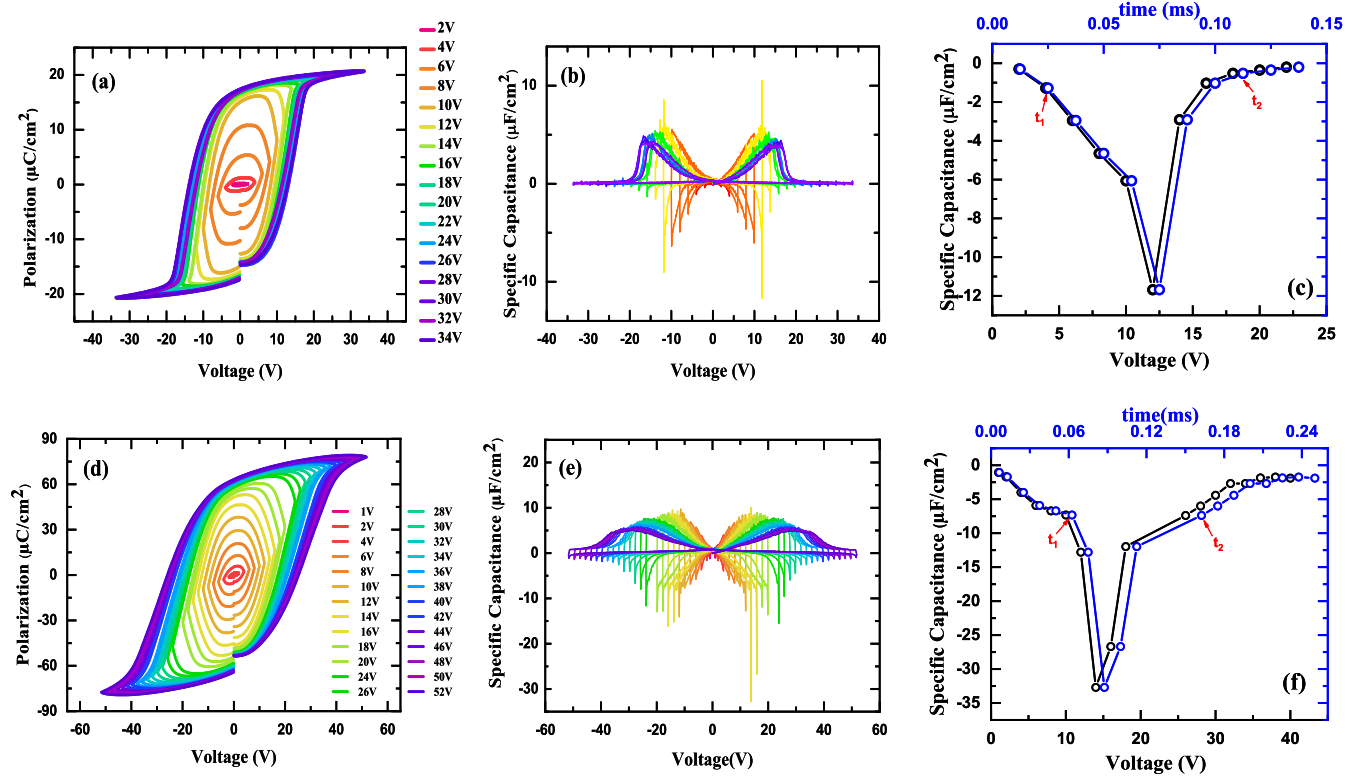 (a)
20
10
0
-10
-20
Polarization (μC/cm2)
-40 -30 -20 -10 0 10 20 30 40
Voltage (V)
2V
4V
6V
8V
10V
12V
14V
16V
18V
20V
22V
24V
26V
28V
30V
32V
34V
(b)
10
0
-10
Specific Capacitance (μF/cm2)
-40 -30 -20 -10 0 10 20 30 40
Voltage (V)
time (ms)
0.00 0.05 0.10 0.15
0
-2
-4
-6
-8
-10
-12
Specific Capacitance (μF/cm2)
t1
t2
(c)
0 5 10 15 20 25
Voltage (V)
(d)
90
60
30
0
-30
-60
-90
Polarization (μC/cm2)
1V 28V
2V 30V
4V 32V
6V 34V
8V 36V
10V 38V
12V 40V
14V 42V
16V 44V
18V 46V
20V 48V
24V 50V
26V 52V
-60 -40 -20 0 20 40 60
Voltage (V)
(e)
25
20
15
10
5
0
-5
-10
-15
-20
-25
-30
-35
Specific Capacitance (μF/cm2)
-60 -40 -20 0 20 40 60
Voltage(V)
time(ms)
0.00 0.06 0.12 0.18 0.24
0
-5
-10
-15
-20
-25
-30
-35
Specific Capacitance (μF/cm2)
t1
t2
(f)
0 10 20 30 40
Voltage (V)